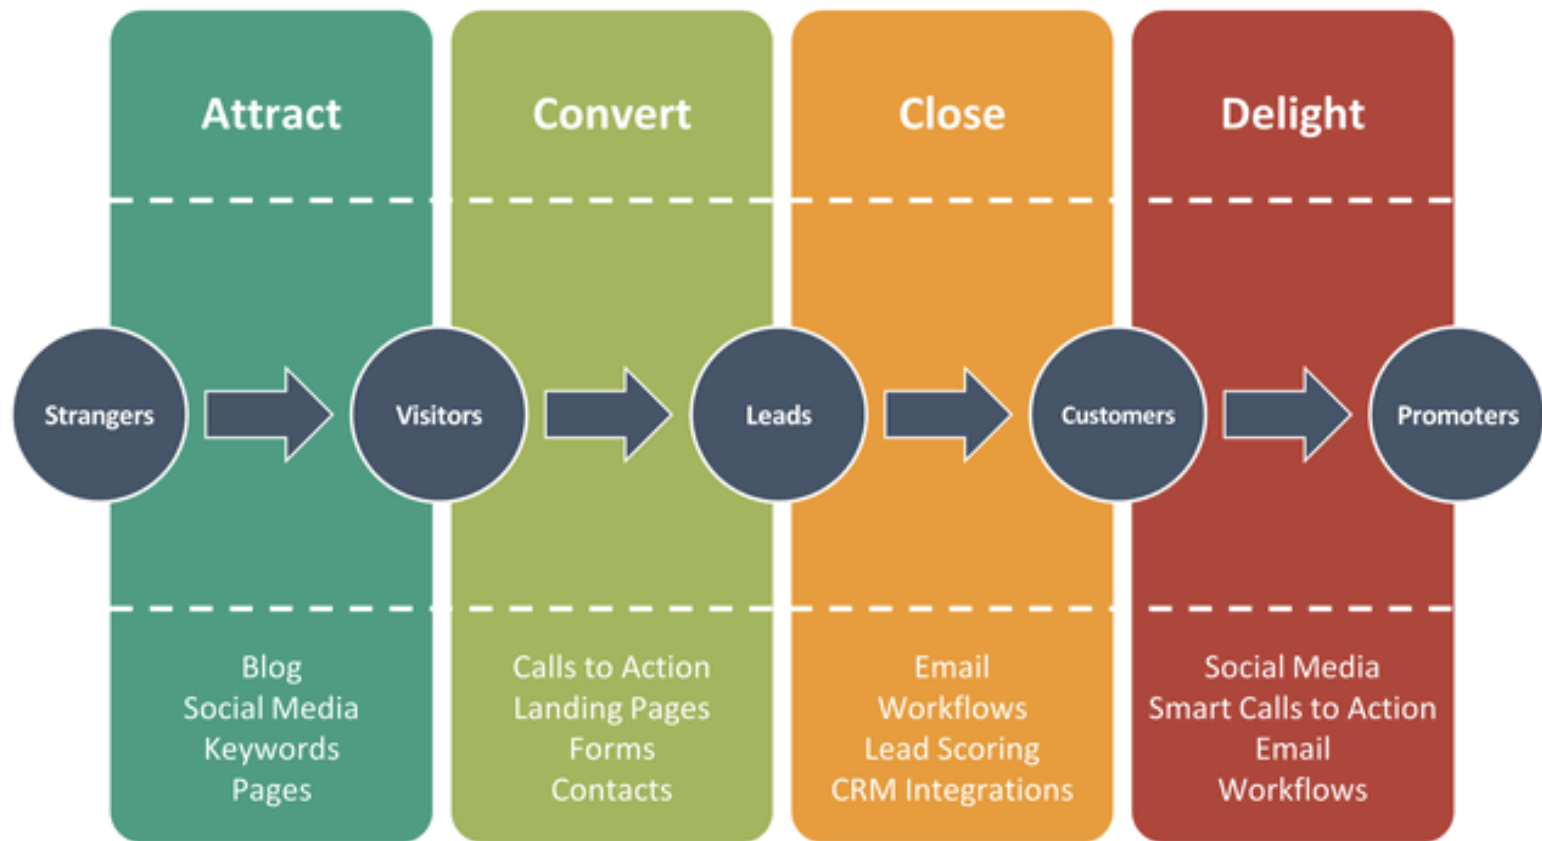 Attract
Convert
Close
Delight
Strangers
Visitors
Leads
Customers
Promoters
Blog
Social Media
Keywords
Pages
Calls to Action
Landing Pages
Forms
Contacts
Email
Workflows
Lead Scoring
CRM Integrations
Social Media
Smart Calls to Action
Email
Workflows